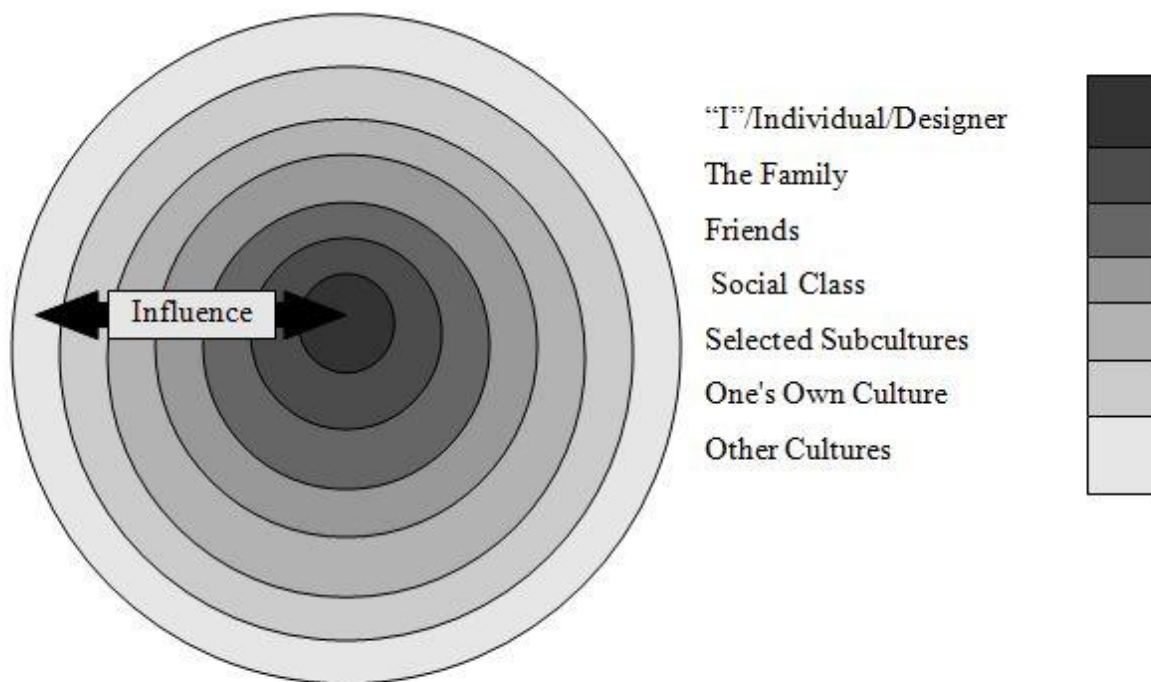 Influence
“I”/Individual/Designer
The Family
Friends
Social Class
Selected Subcultures
One's Own Culture
Other Cultures